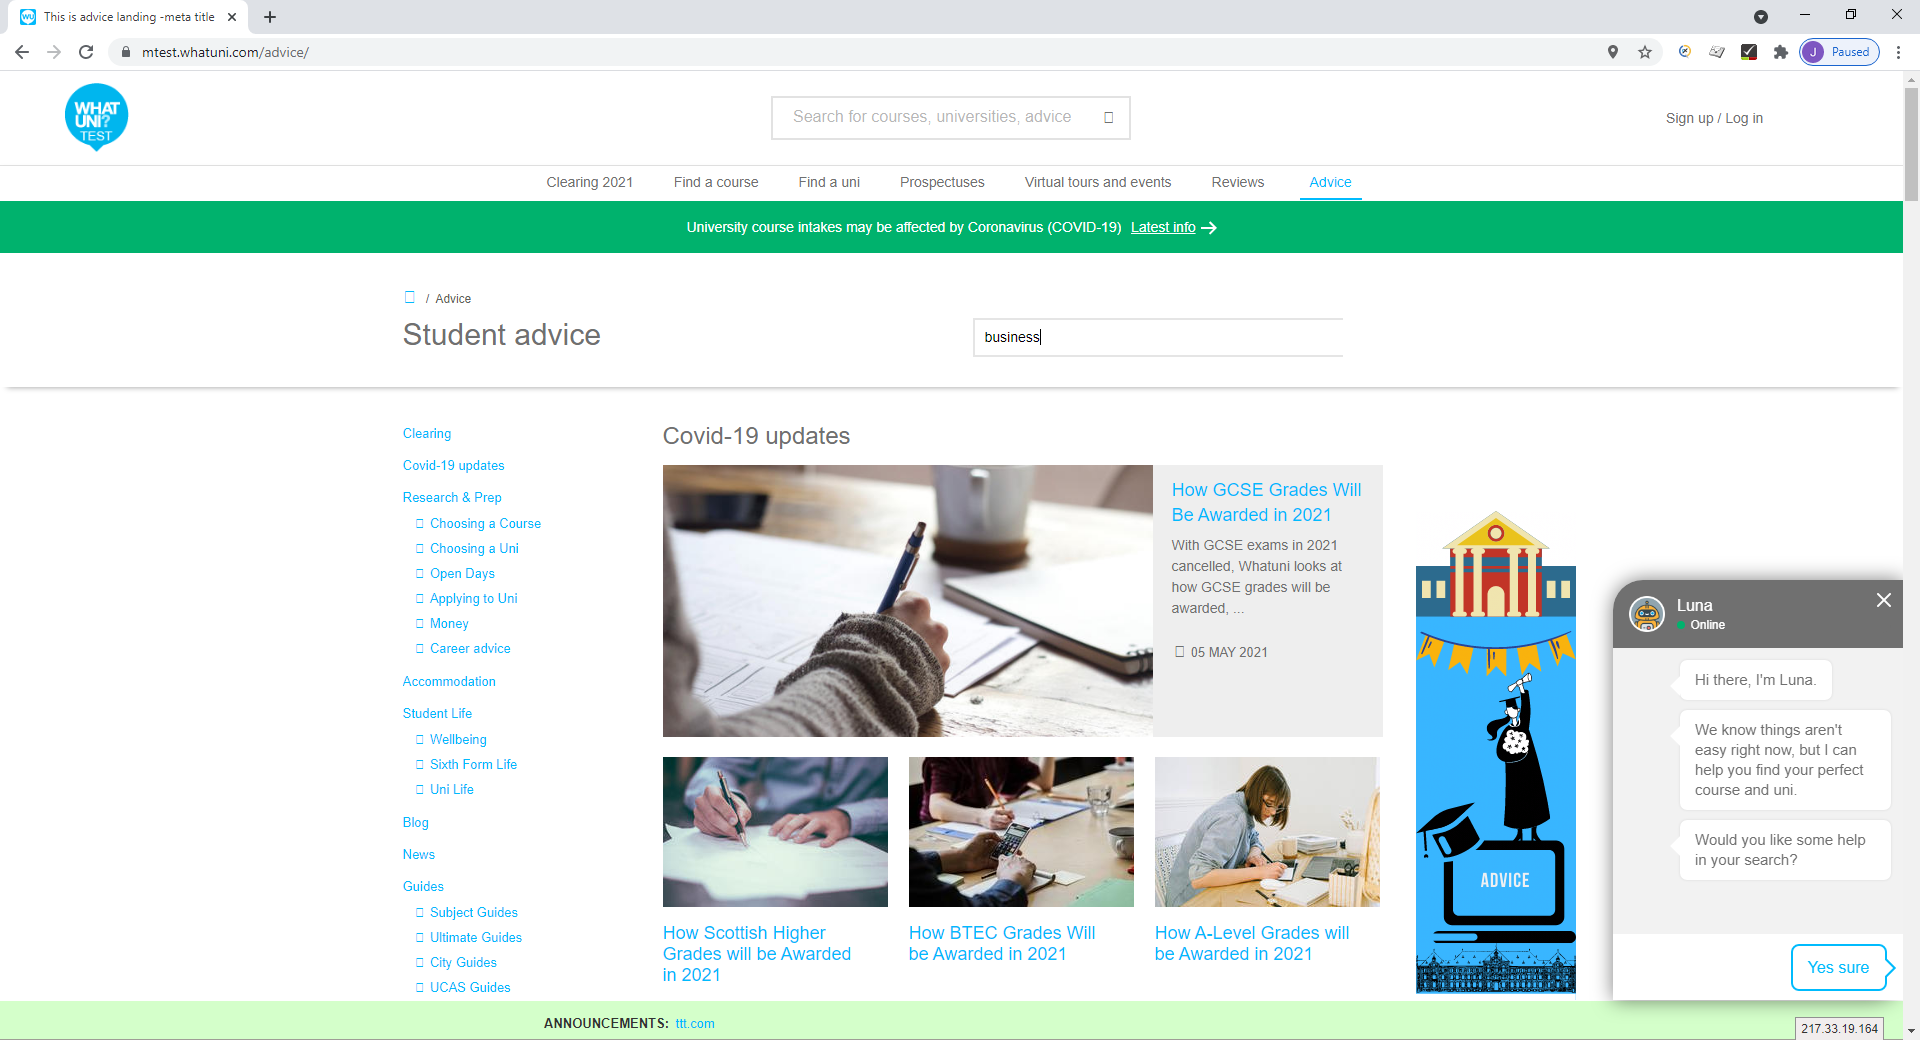 This is advice landing -meta title
mtest.whatuni.com/advice/
J Paused
WHAT
UNI?
TEST
Search for courses, universities, advice
Sign up / Log in
Clearing 2021 Find a course Find a uni Prospectuses Virtual tours and events Reviews Advice
University course intakes may be affected by Coronavirus (COVID-19) Latest info
/ Advice
Student advice
business
Clearing
Covid-19 updates
Research & Prep
Choosing a Course
Choosing a Uni
Open Days
Applying to Uni
Money
Career advice
Accommodation
Student Life
Wellbeing
Sixth Form Life
Uni Life
Blog
News
Guides
Subject Guides
Ultimate Guides
City Guides
UCAS Guides
Covid-19 updates
How GCSE Grades Will
Be Awarded in 2021
With GCSE exams in 2021
cancelled, Whatuni looks at
how GCSE grades will be
awarded, ...
05 MAY 2021
How Scottish Higher
Grades will be Awarded
in 2021
How BTEC Grades Will
be Awarded in 2021
How A-Level Grades will
be Awarded in 2021
ADVICE
Luna
Online
Hi there, I'm Luna.
We know things aren't
easy right now, but I can
help you find your perfect
course and uni.
Would you like some help
in your search?
Yes sure
ANNOUNCEMENTS: ttt.com
217.33.19.164